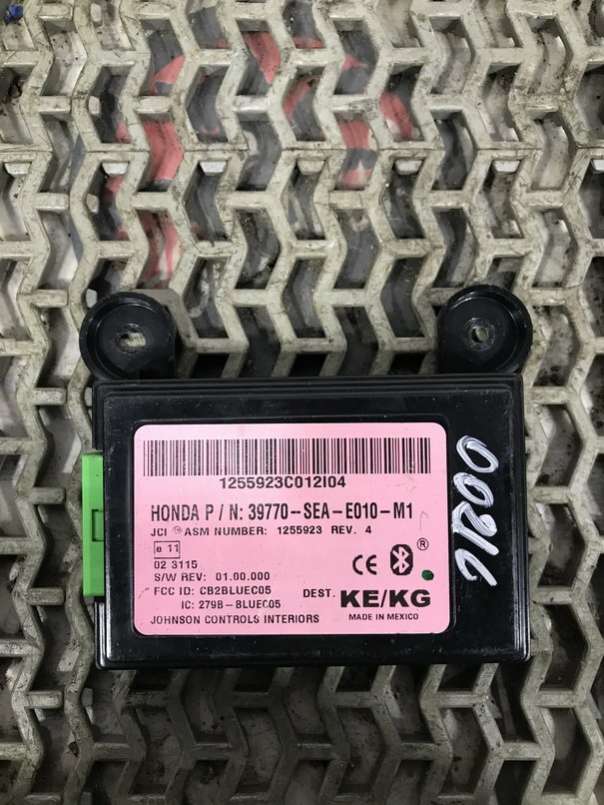 1255923C012I04
HONDA P / N: 39770-SEA-E010-M1
JCI ASM NUMBER: 1255923 REV. 4
e 11
02 3115
S/W REV: 01.00.000
CE ®
FCC ID: CB2BLUEC05
IC: 279B-BLUEC05
DEST. KE/KG
JOHNSON CONTROLS INTERIORS
MADE IN MEXICO